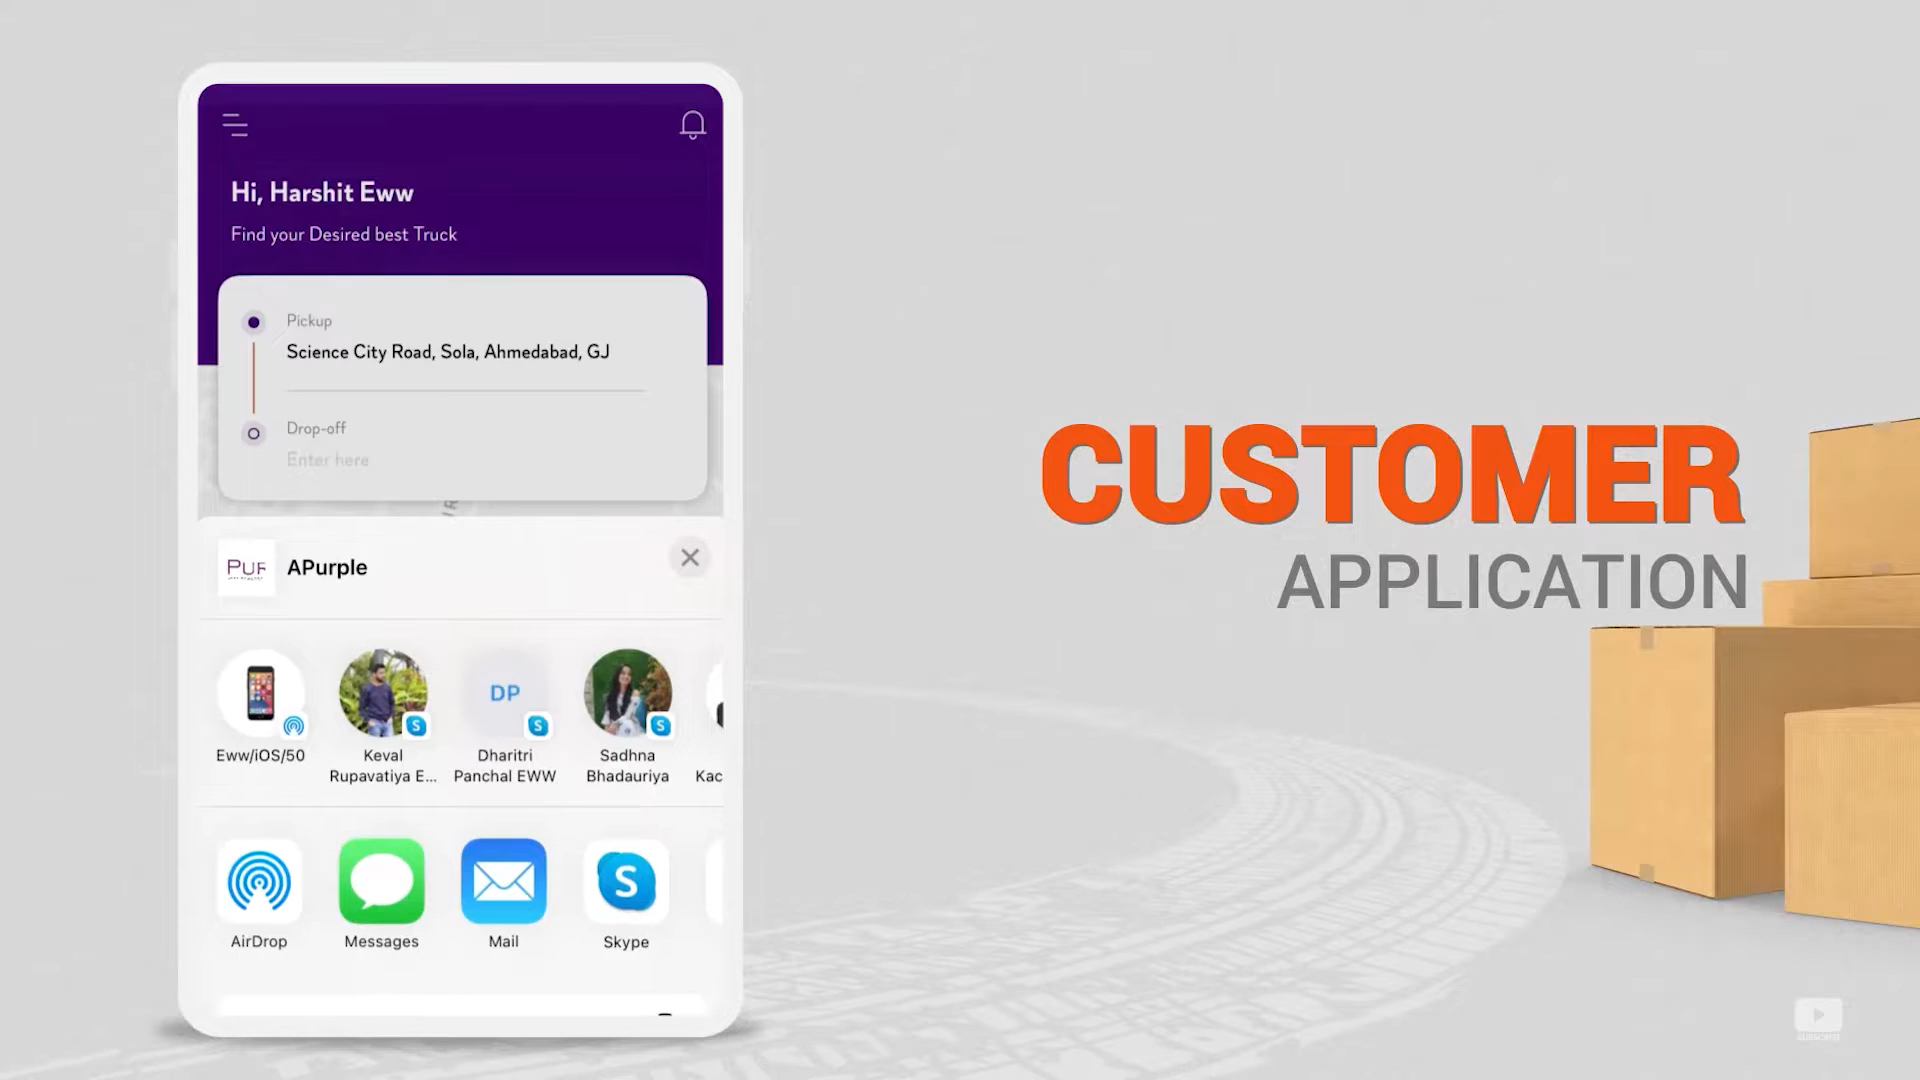 Hi, Harshit Eww
Find your Desired best Truck
Pickup
Science City Road, Sola, Ahmedabad, GJ
Drop-off
Enter here
PUR
APurple
Eww/iOS/50
Keval
Rupavatiya E...
DP
Dharitri
Panchal EWW
Sadhna
Bhadauriya
Kac
AirDrop
Messages
Mail
Skype
CUSTOMER
APPLICATION
SUBSCRIBE